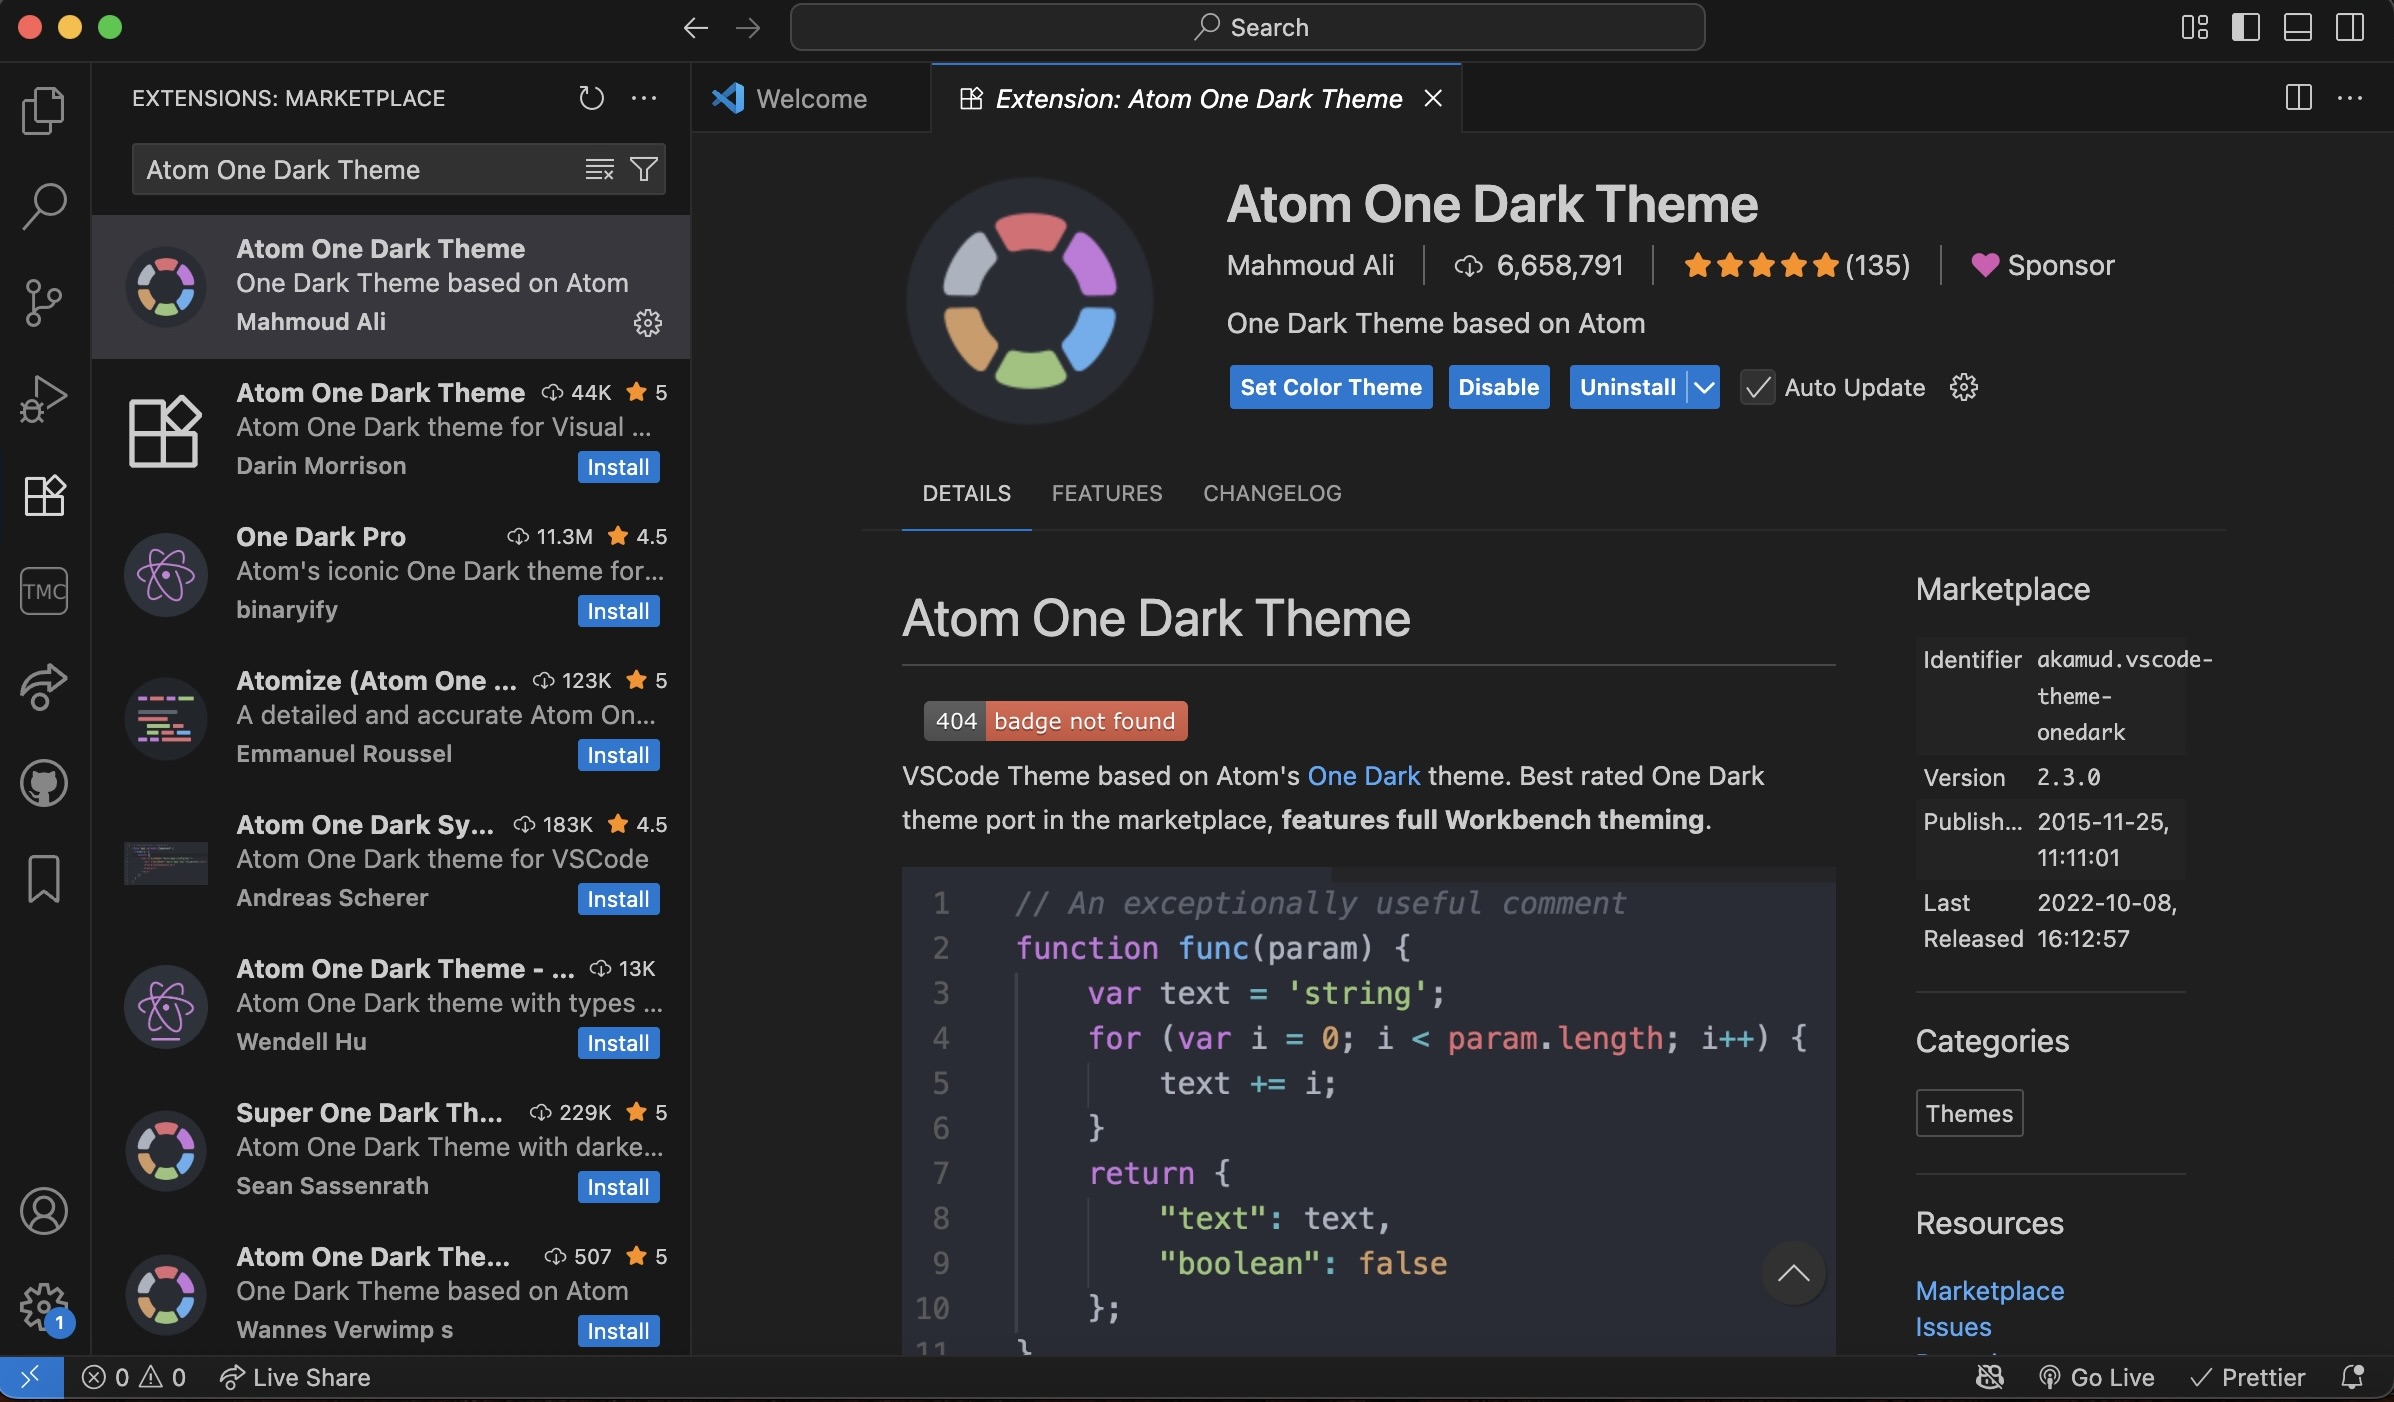 Search
EXTENSIONS: MARKETPLACE
Atom One Dark Theme
Atom One Dark Theme
One Dark Theme based on Atom
Mahmoud Ali
Atom One Dark Theme 44K 5
Atom One Dark theme for Visual ...
Darin Morrison Install
One Dark Pro 11.3M 4.5
Atom's iconic One Dark theme for...
binaryify Install
Atomize (Atom One ... 123K 5
A detailed and accurate Atom On...
Emmanuel Roussel Install
Atom One Dark Sy... 183K 4.5
Atom One Dark theme for VSCode
Andreas Scherer Install
Atom One Dark Theme - ... 13K
Atom One Dark theme with types ...
Wendell Hu Install
Super One Dark Th... 229K 5
Atom One Dark Theme with darke...
Sean Sassenrath Install
Atom One Dark The... 507 5
One Dark Theme based on Atom
Wannes Verwimp s Install
TMC
1
Welcome Extension: Atom One Dark Theme
Atom One Dark Theme
Mahmoud Ali 6,658,791 (135) Sponsor
One Dark Theme based on Atom
Set Color Theme Disable Uninstall Auto Update
DETAILS FEATURES CHANGELOG
Atom One Dark Theme
404 badge not found
VSCode Theme based on Atom's One Dark theme. Best rated One Dark
theme port in the marketplace, features full Workbench theming.
1 // An exceptionally useful comment
2 function func(param) {
3 var text = 'string';
4 for (var i = 0; i < param.length; i++) {
5 text += i;
6 }
7 return {
8 "text": text,
9 "boolean": false
10 };
11 }
Marketplace
Identifier akamud.vscode-
theme-
onedark
Version 2.3.0
Publish... 2015-11-25,
11:11:01
Last 2022-10-08,
Released 16:12:57
Categories
Themes
Resources
Marketplace
Issues
0 0 Live Share Go Live Prettier